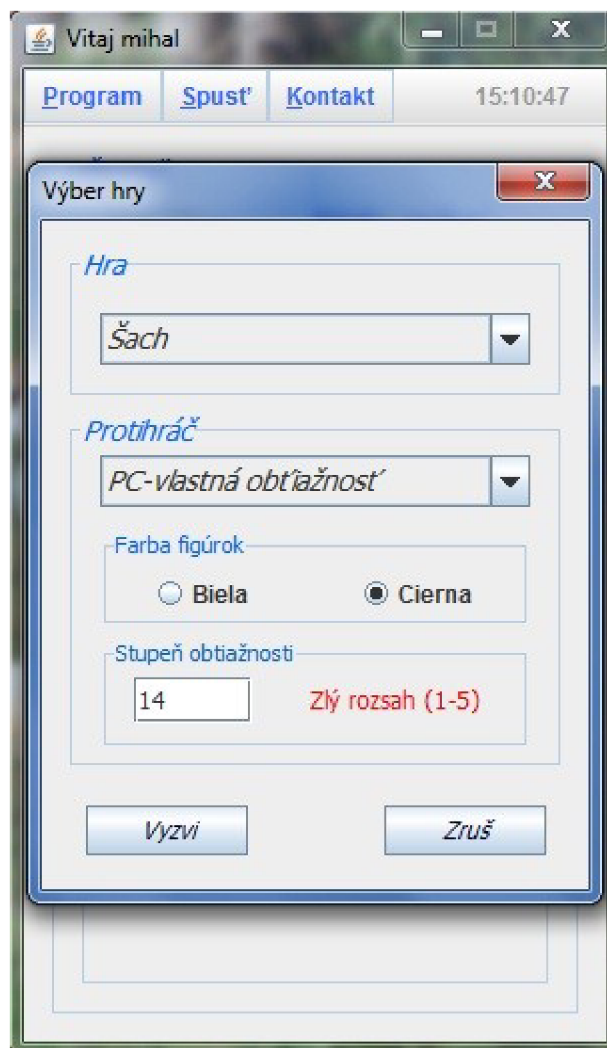 Vitaj mihal
Program Spusť Kontakt 15:10:47
Výber hry
Hra
Šach
Protihráč
PC-vlastná obťiažnosť
Farba figúrok
Biela Cierna
Stupeň obtiažnosti
14 Zlý rozsah (1-5)
Vyzvi Zruš